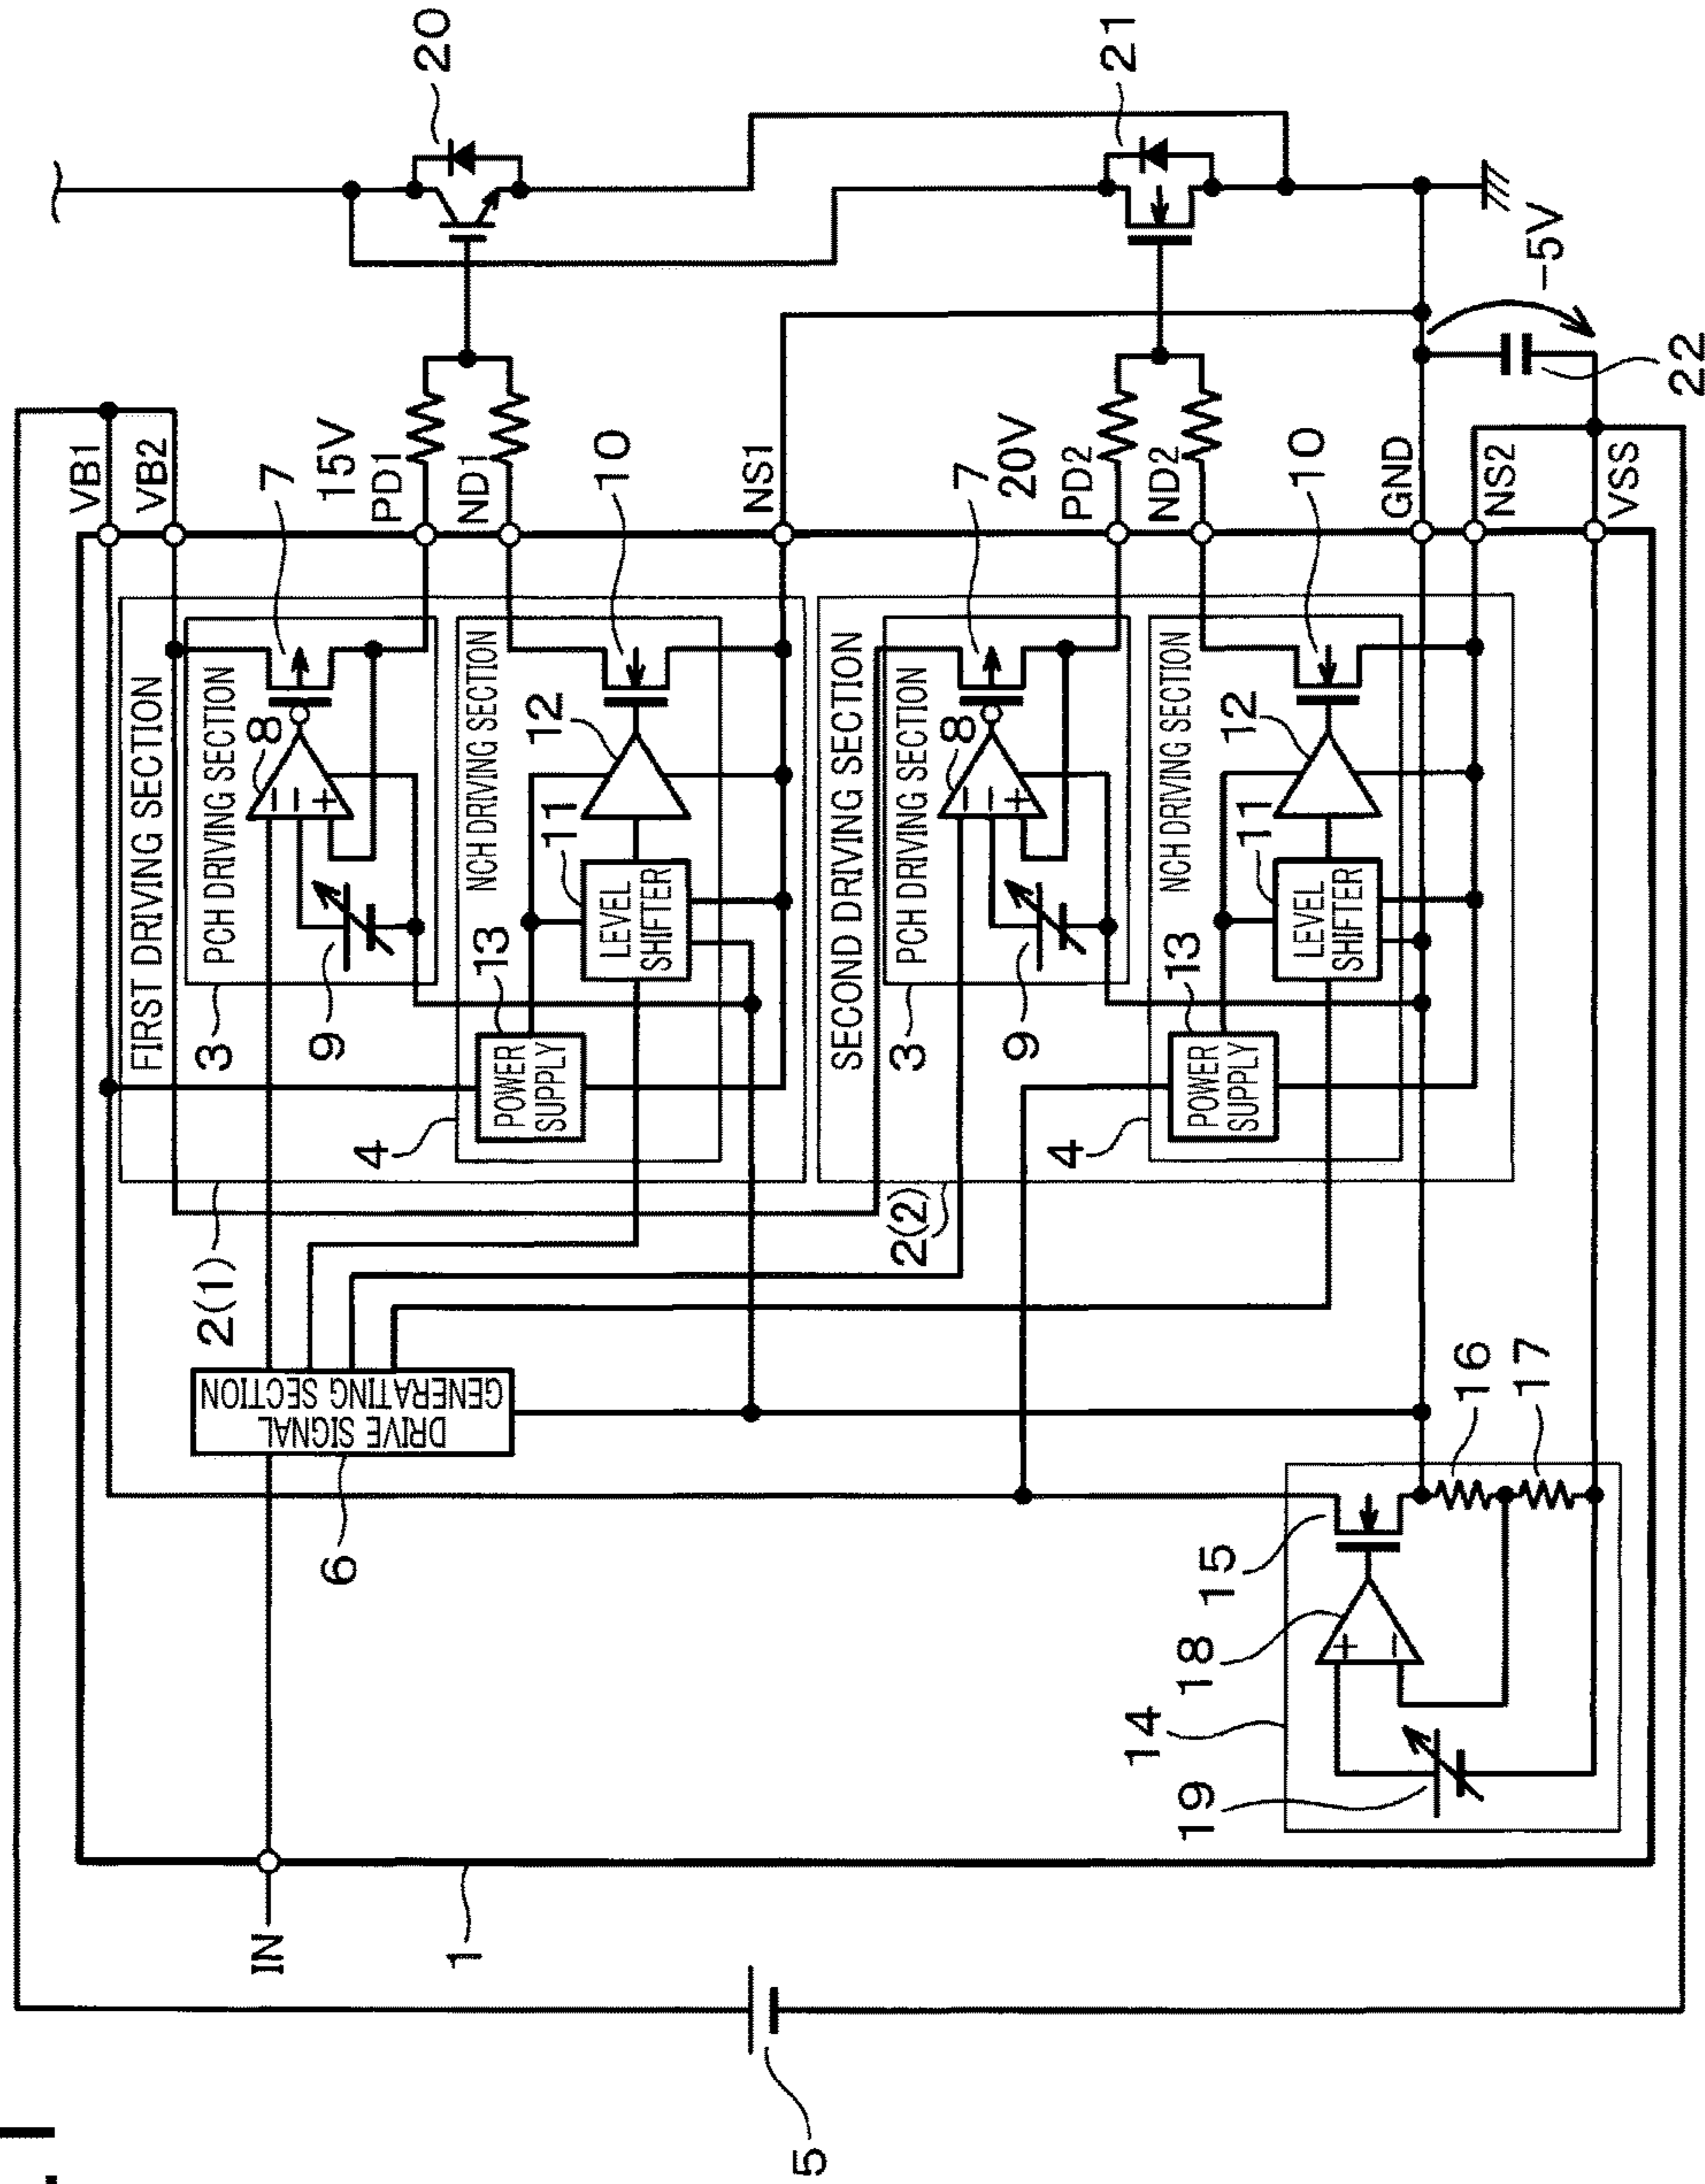 20
21
VB1
VB2
7
15V
PD1
ND1
10
NS1
7
20V
PD2
ND2
10
GND
NS2
VSS
-5V
22
FIRST DRIVING SECTION
PCH DRIVING SECTION
8
9
3
NCH DRIVING SECTION
12
11
LEVEL
SHIFTER
13
POWER
SUPPLY
4
2(1)
SECOND DRIVING SECTION
PCH DRIVING SECTION
8
9
3
NCH DRIVING SECTION
12
11
LEVEL
SHIFTER
13
POWER
SUPPLY
4
2(2)
DRIVE SIGNAL
GENERATING SECTION
6
16
17
15
18
14
19
IN
1
5